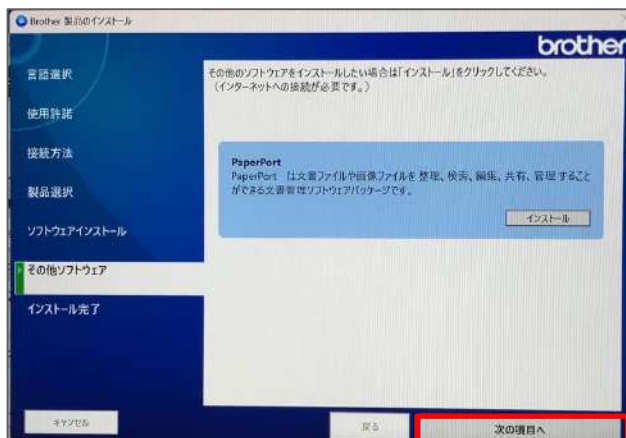 Brother 製品のインストール
brother
言語選択
使用許諾
接続方法
製品選択
ソフトウェアインストール
その他ソフトウェア
インストール完了
その他のソフトウェアをインストールしたい場合は「インストール」をクリックしてください。
（インターネットへの接続が必要です。）
PaperPort
PaperPort は文書ファイルや画像ファイルを 整理、検索、編集、共有、管理 すること
ができる文書管理ソフトウェアパッケージです。
インストール
キャンセル
戻る
次の項目へ